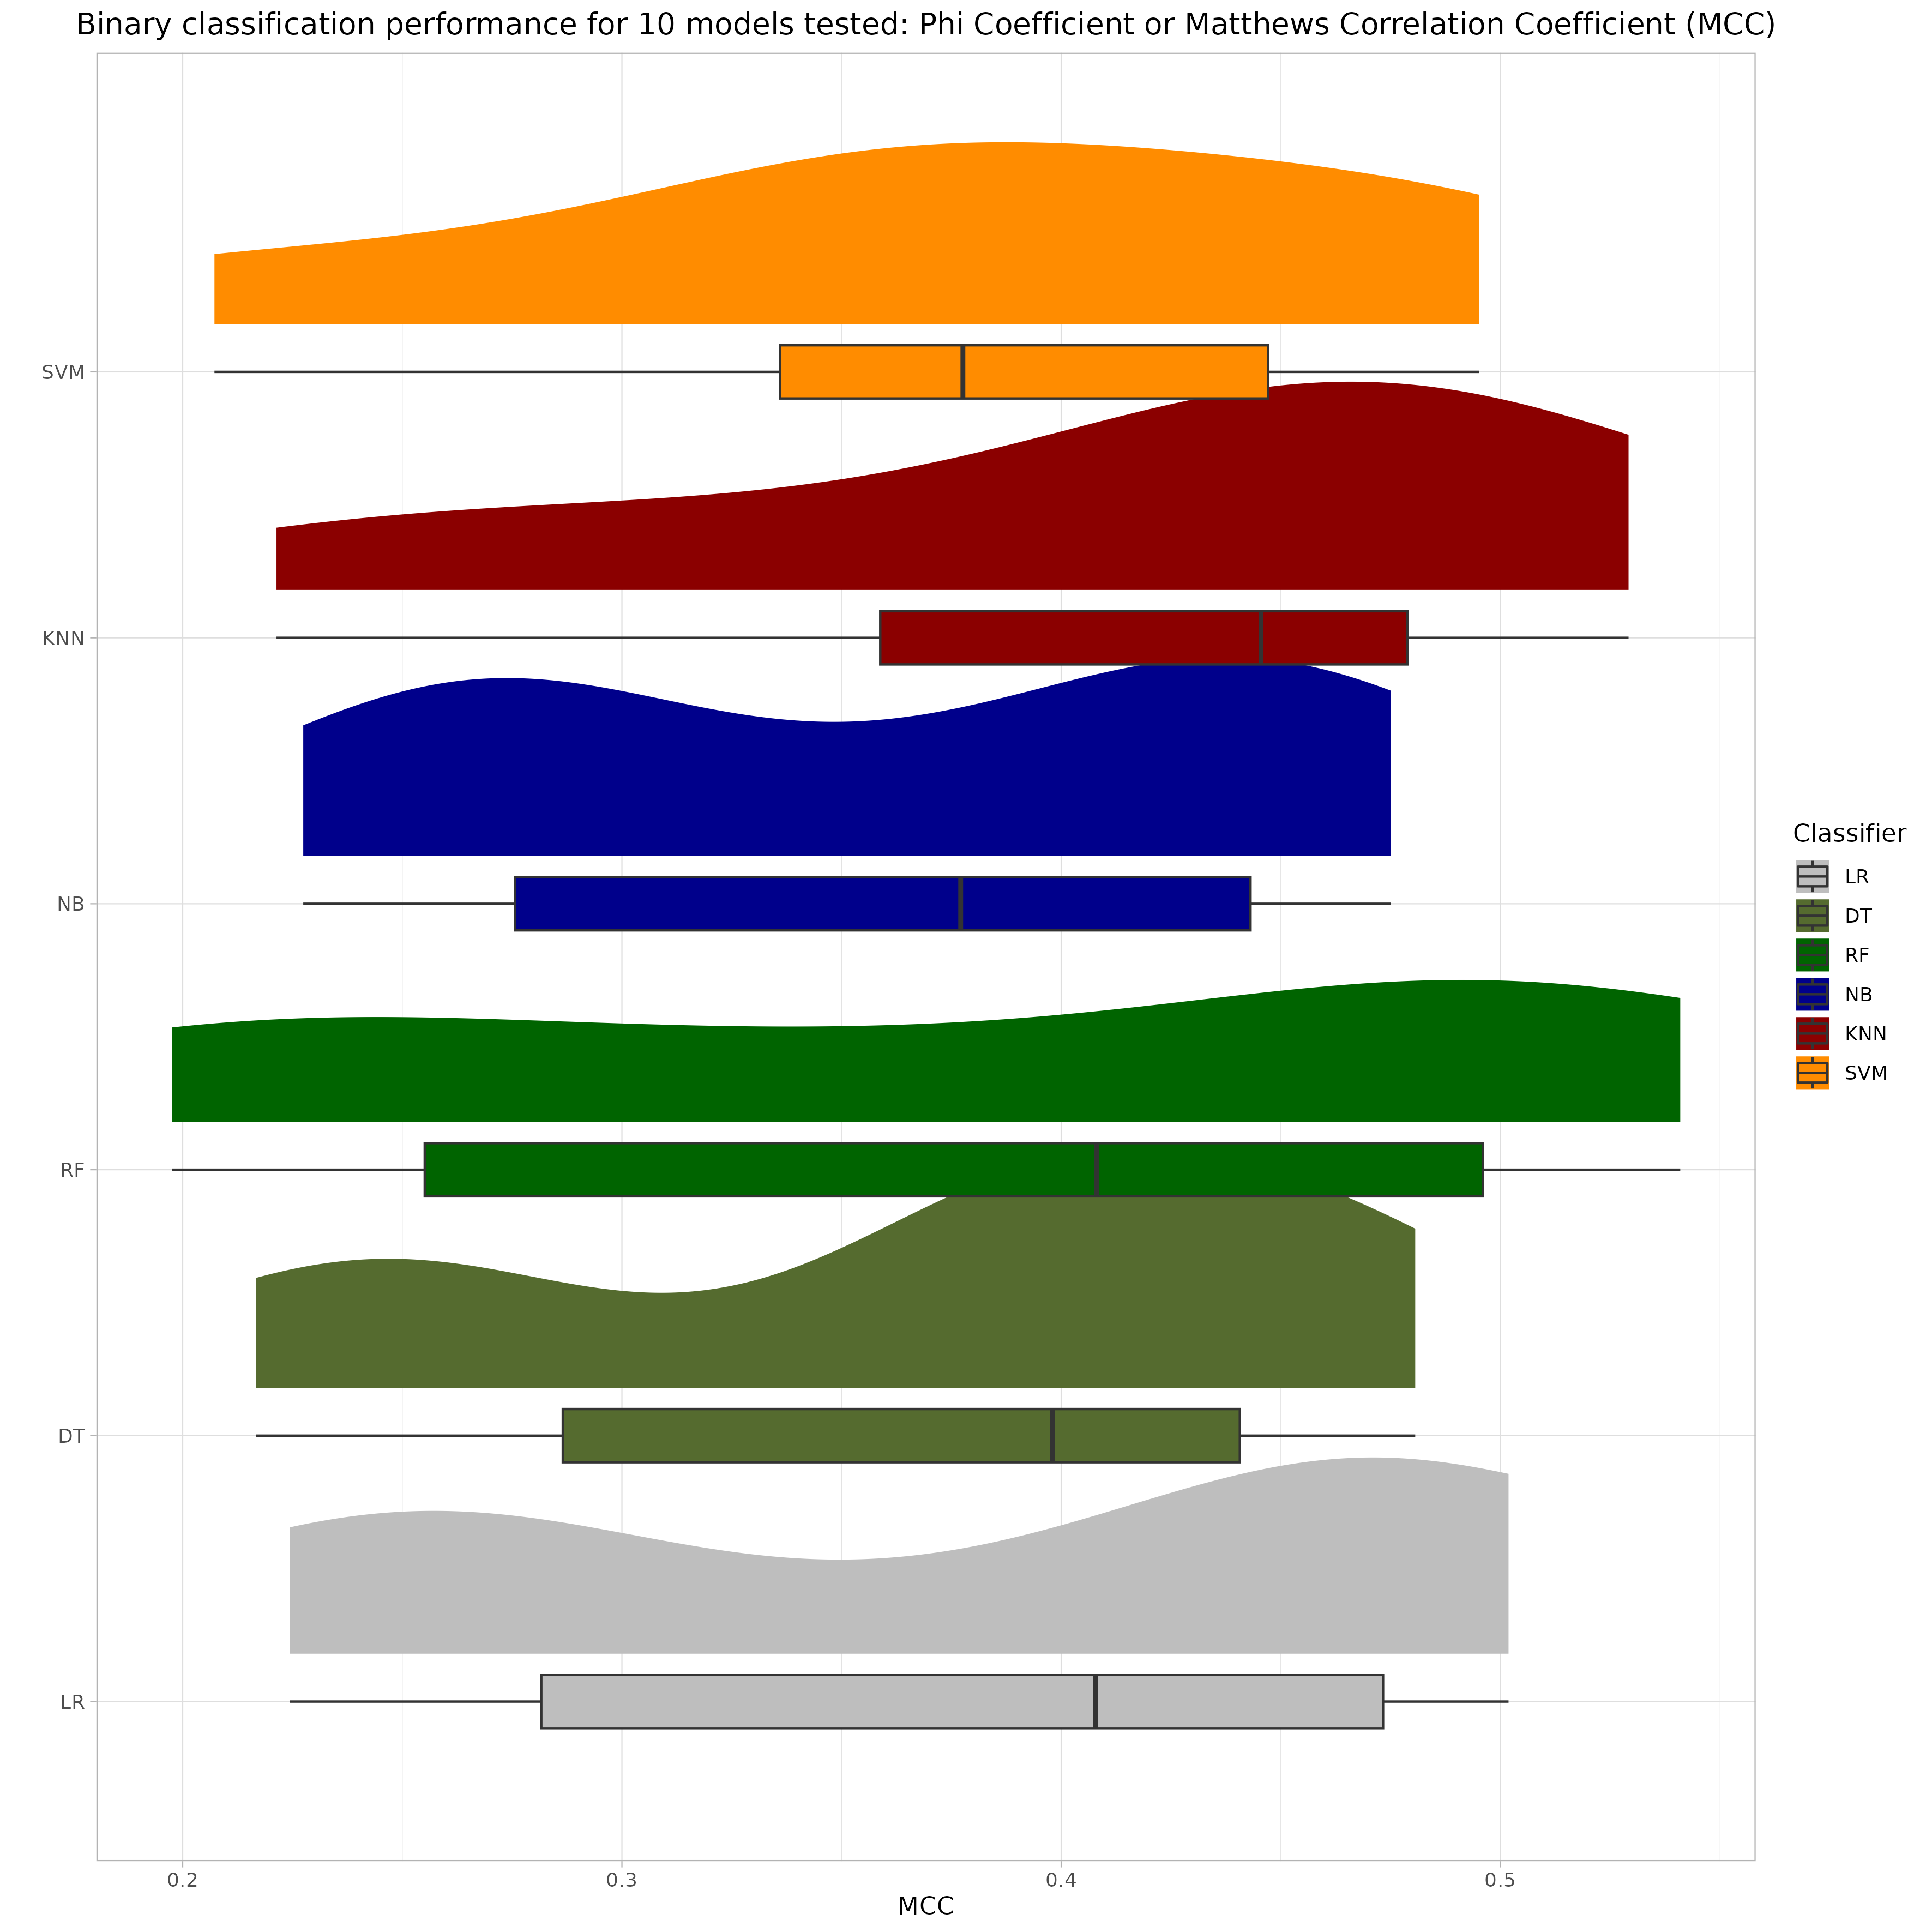 Binary classification performance for 10 models tested: Phi Coefficient or Matthews Correlation Coefficient (MCC)
SVM
KNN
NB
RF
DT
LR
0.2
0.3
0.4
0.5
MCC
Classifier
LR
DT
RF
NB
KNN
SVM